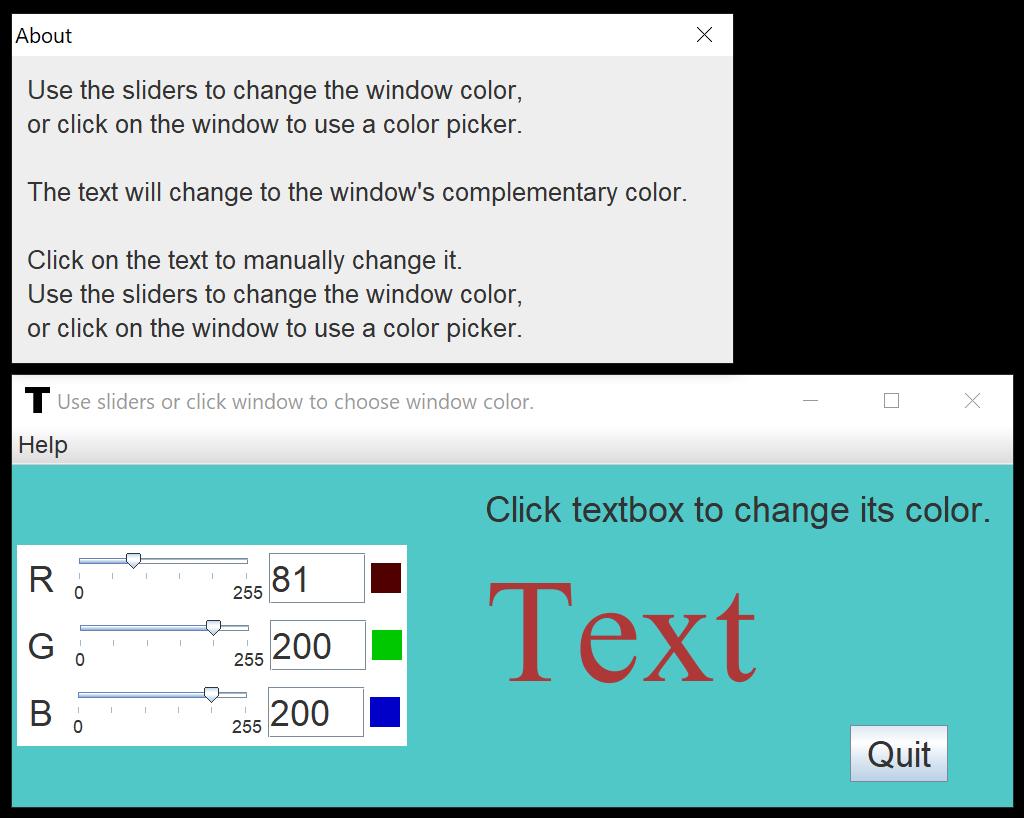 About
Use the sliders to change the window color,
or click on the window to use a color picker.
The text will change to the window's complementary color.
Click on the text to manually change it.
Use the sliders to change the window color,
or click on the window to use a color picker.
T Use sliders or click window to choose window color.
Help
Click textbox to change its color.
R 0 255 81
G 0 255 200
B 0 255 200
Text
Quit